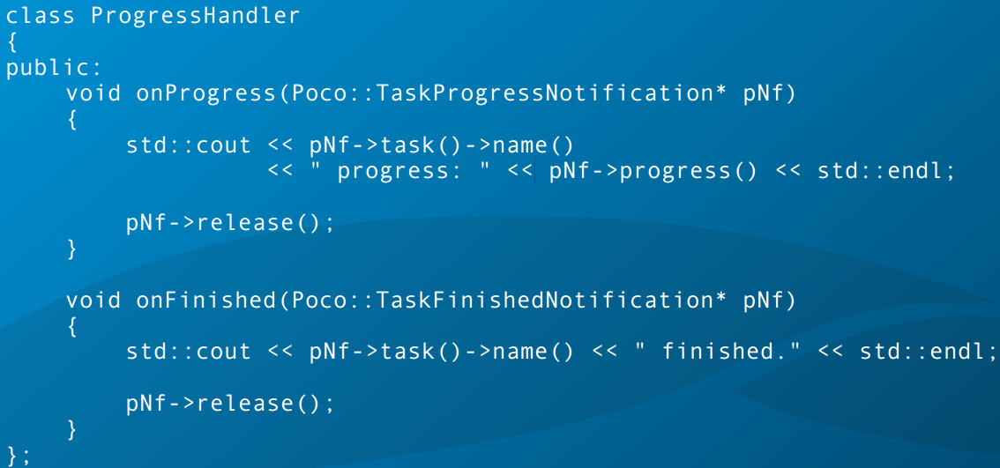 class ProgressHandler
{
public:
void onProgress(Poco::TaskProgressNotification* pNf)
{
std::cout << pNf->task()->name()
<< " progress: " << pNf->progress() << std::endl;
pNf->release();
}
void onFinished(Poco::TaskFinishedNotification* pNf)
{
std::cout << pNf->task()->name() << " finished." << std::endl;
pNf->release();
}
};